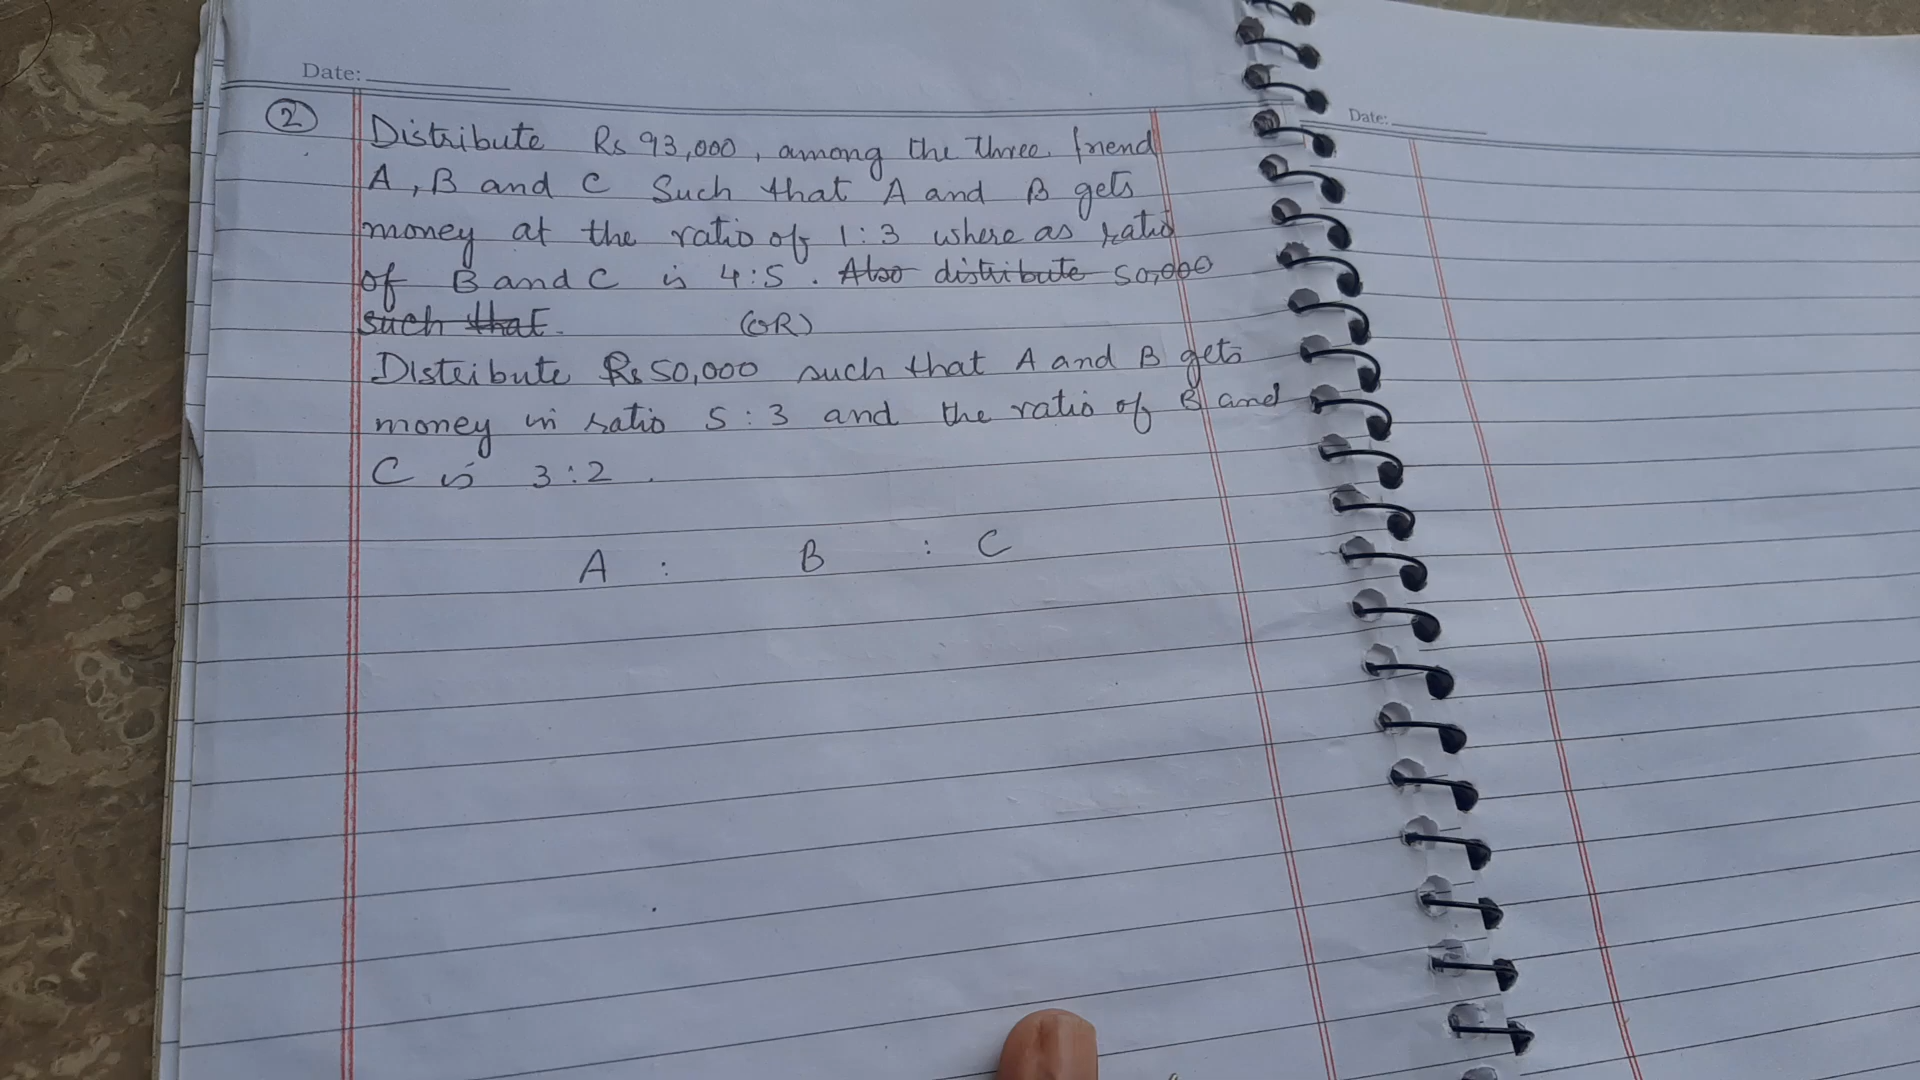 Date:
② Distribute Rs 93,000, among the three friend
A, B and C Such that A and B gets
money at the ratio of 1:3 where as ratio
of B and C is 4:5. Also distribute 50,000
such that. (OR)
Distribute Rs 50,000 such that A and B gets
money in ratio 5:3 and the ratio of B and
C is 3:2.
A : B : C
Date: